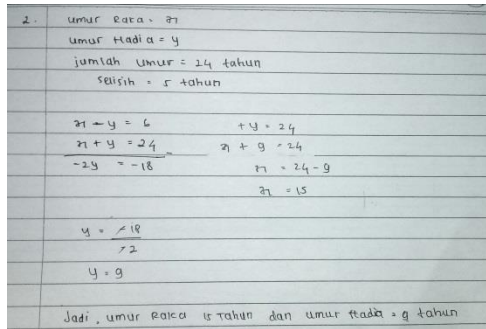 2. umur Raka = x
umur Hadia = y
jumlah umur = 24 tahun
selisih = 5 tahun
x - y = 6
x + y = 24 -
-2y = -18
y = -18
-2
y = 9
+ y = 24
x + 9 = 24
x = 24 - 9
x = 15
Jadi, umur Raka 15 Tahun dan umur Hadia = 9 tahun